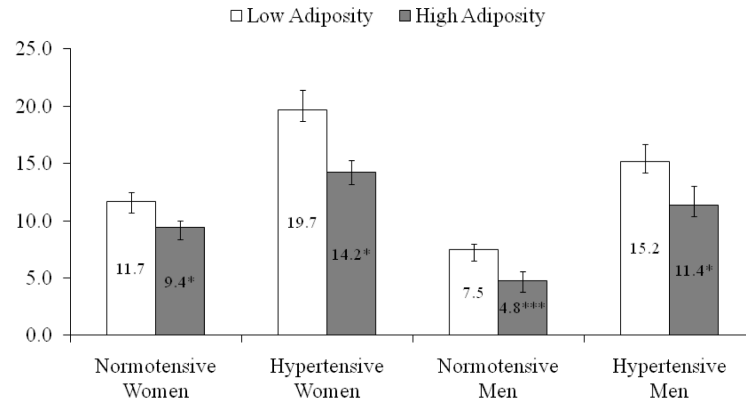 Low Adiposity High Adiposity
25.0
20.0
15.0
10.0
5.0
0.0
11.7
9.4*
19.7
14.2*
7.5
4.8***
15.2
11.4*
Normotensive
Women
Hypertensive
Women
Normotensive
Men
Hypertensive
Men